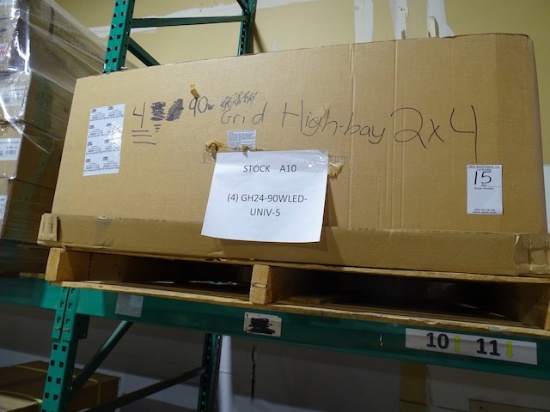 4 90w Grid High-bay 2x4
STOCK A10
(4) GH24-90WLED-
UNIV-5
15
10 11